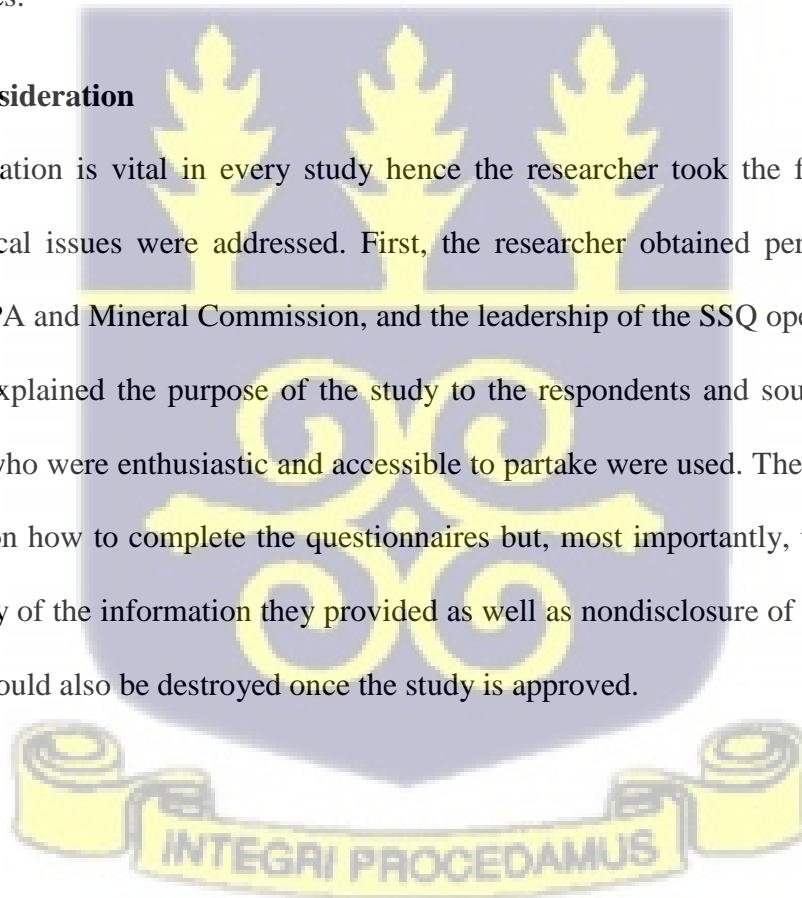 es.
sideration
ation is vital in every study hence the researcher took the f
cal issues were addressed. First, the researcher obtained per
PA and Mineral Commission, and the leadership of the SSQ ope
explained the purpose of the study to the respondents and sou
who were enthusiastic and accessible to partake were used. The
on how to complete the questionnaires but, most importantly,
y of the information they provided as well as nondisclosure of
ould also be destroyed once the study is approved.
INTEGRI PROCEDAMUS